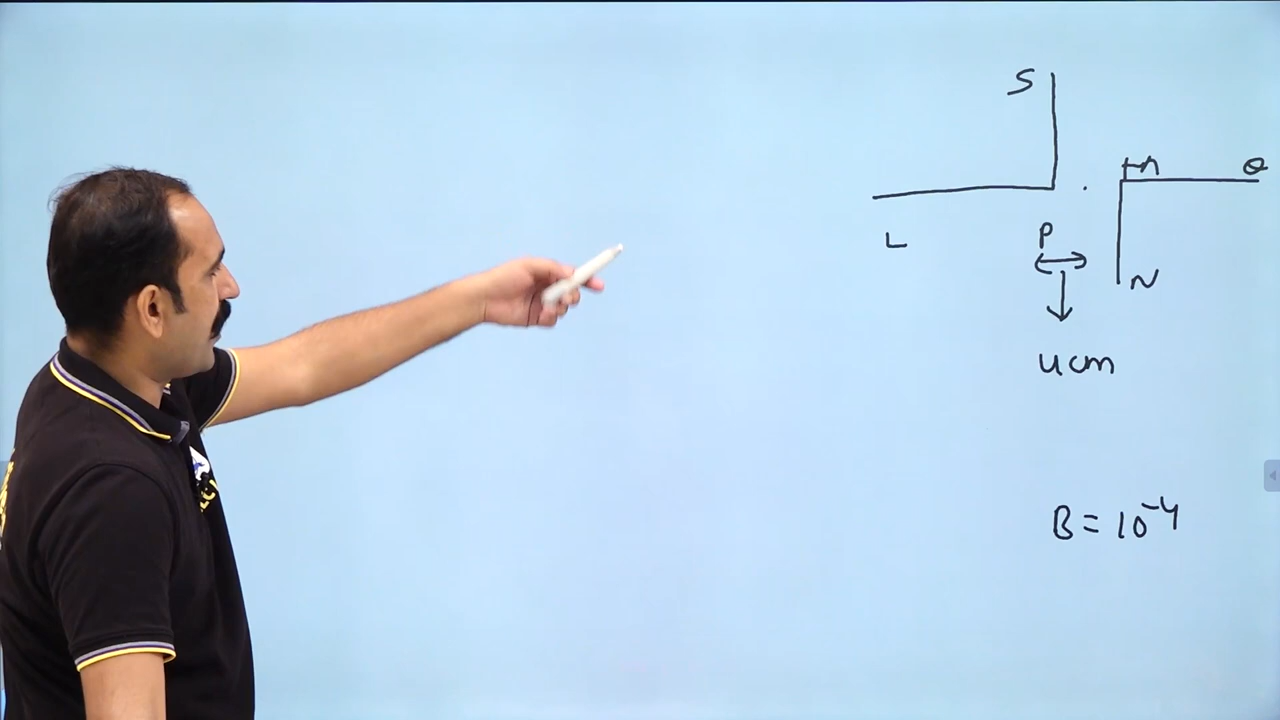 S
M Q
L P
N
4cm
B = 10⁻⁴